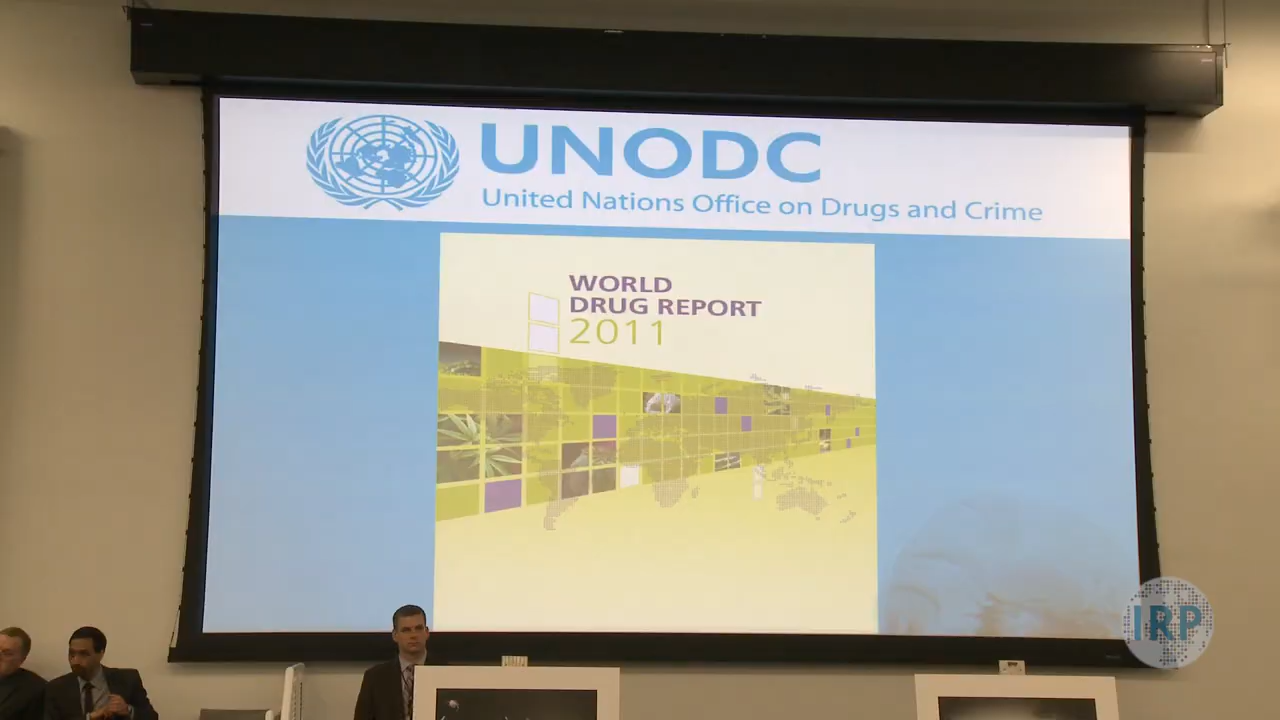 UNODC
United Nations Office on Drugs and Crime
WORLD
DRUG REPORT
2011
IRP